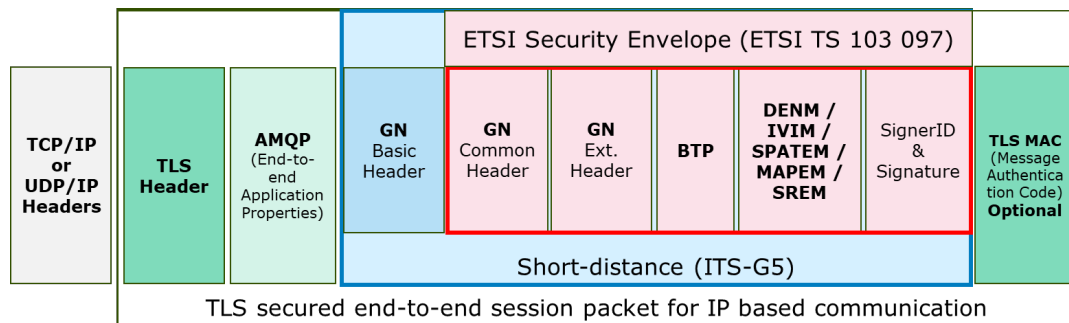 ETSI Security Envelope (ETSI TS 103 097)
TCP/IP
or
UDP/IP
Headers
TLS
Header
AMQP
(End-to-
end
Application
Properties)
GN
Basic
Header
GN
Common
Header
GN
Ext.
Header
BTP
DENM /
IVIM /
SPATEM /
MAPEM /
SREM
SignerID
&
Signature
TLS MAC
(Message
Authentica
tion Code)
Optional
Short-distance (ITS-G5)
TLS secured end-to-end session packet for IP based communication